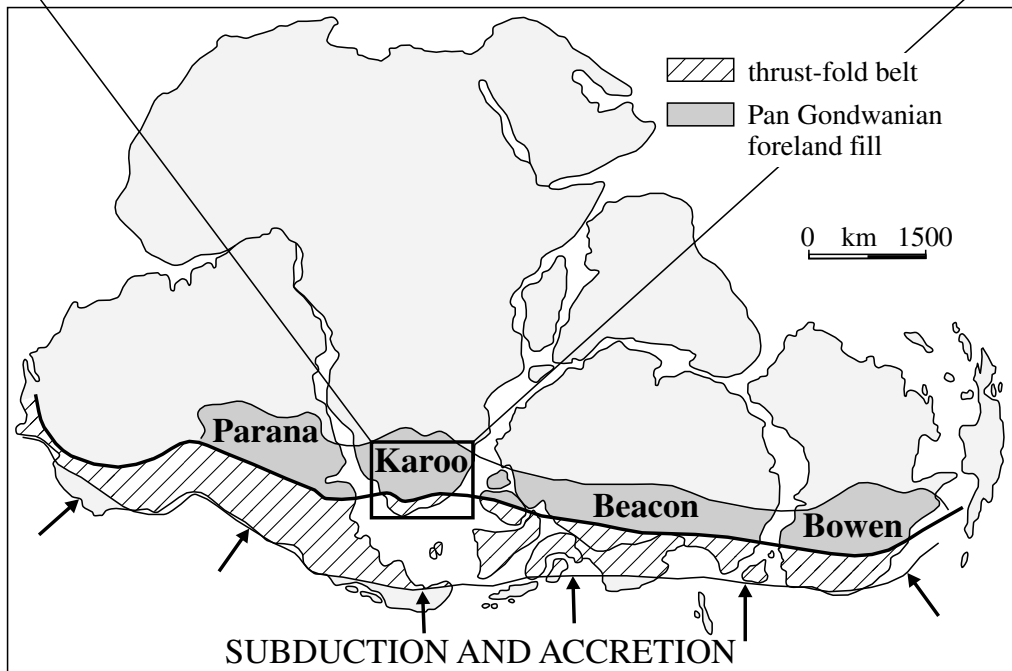 thrust-fold belt
Pan Gondwanian
foreland fill
0 km 1500
Parana
Karoo
Beacon
Bowen
SUBDUCTION AND ACCRETION